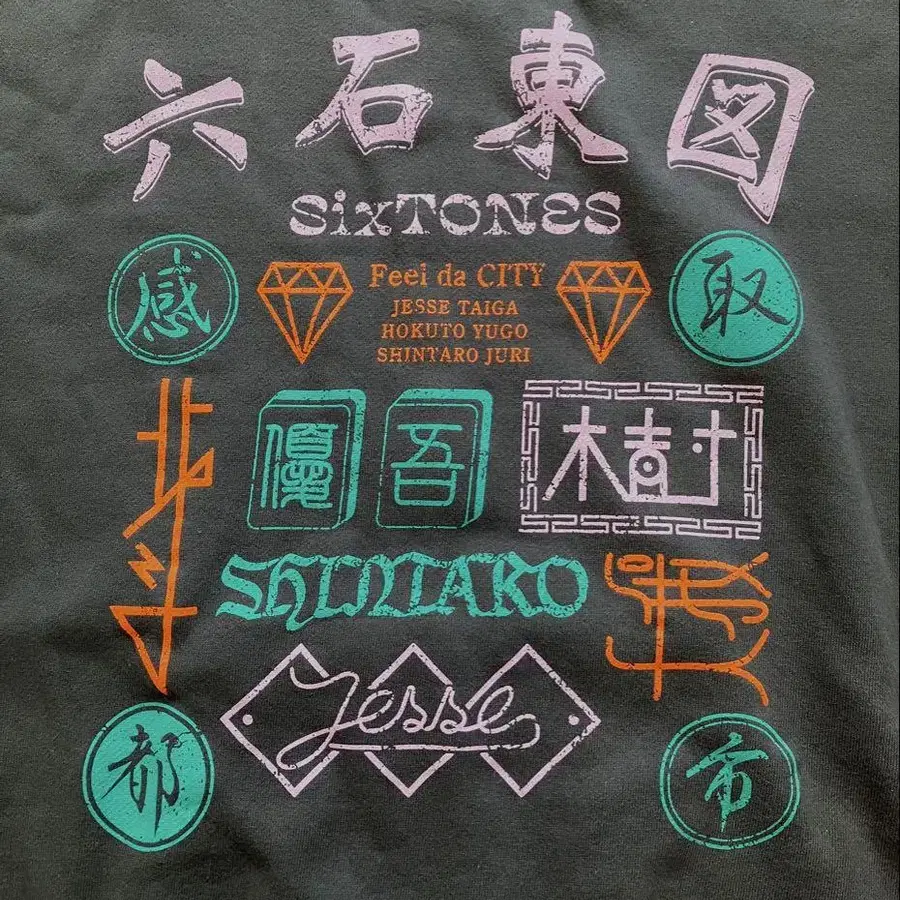 六石東図
SixTONES
感
Feel da CITY
取
JESSE TAIGA
HOKUTO YUGO
SHINTARO JURI
北斗
優吾
樹
SHINTARO
大我
Jesse
都
市